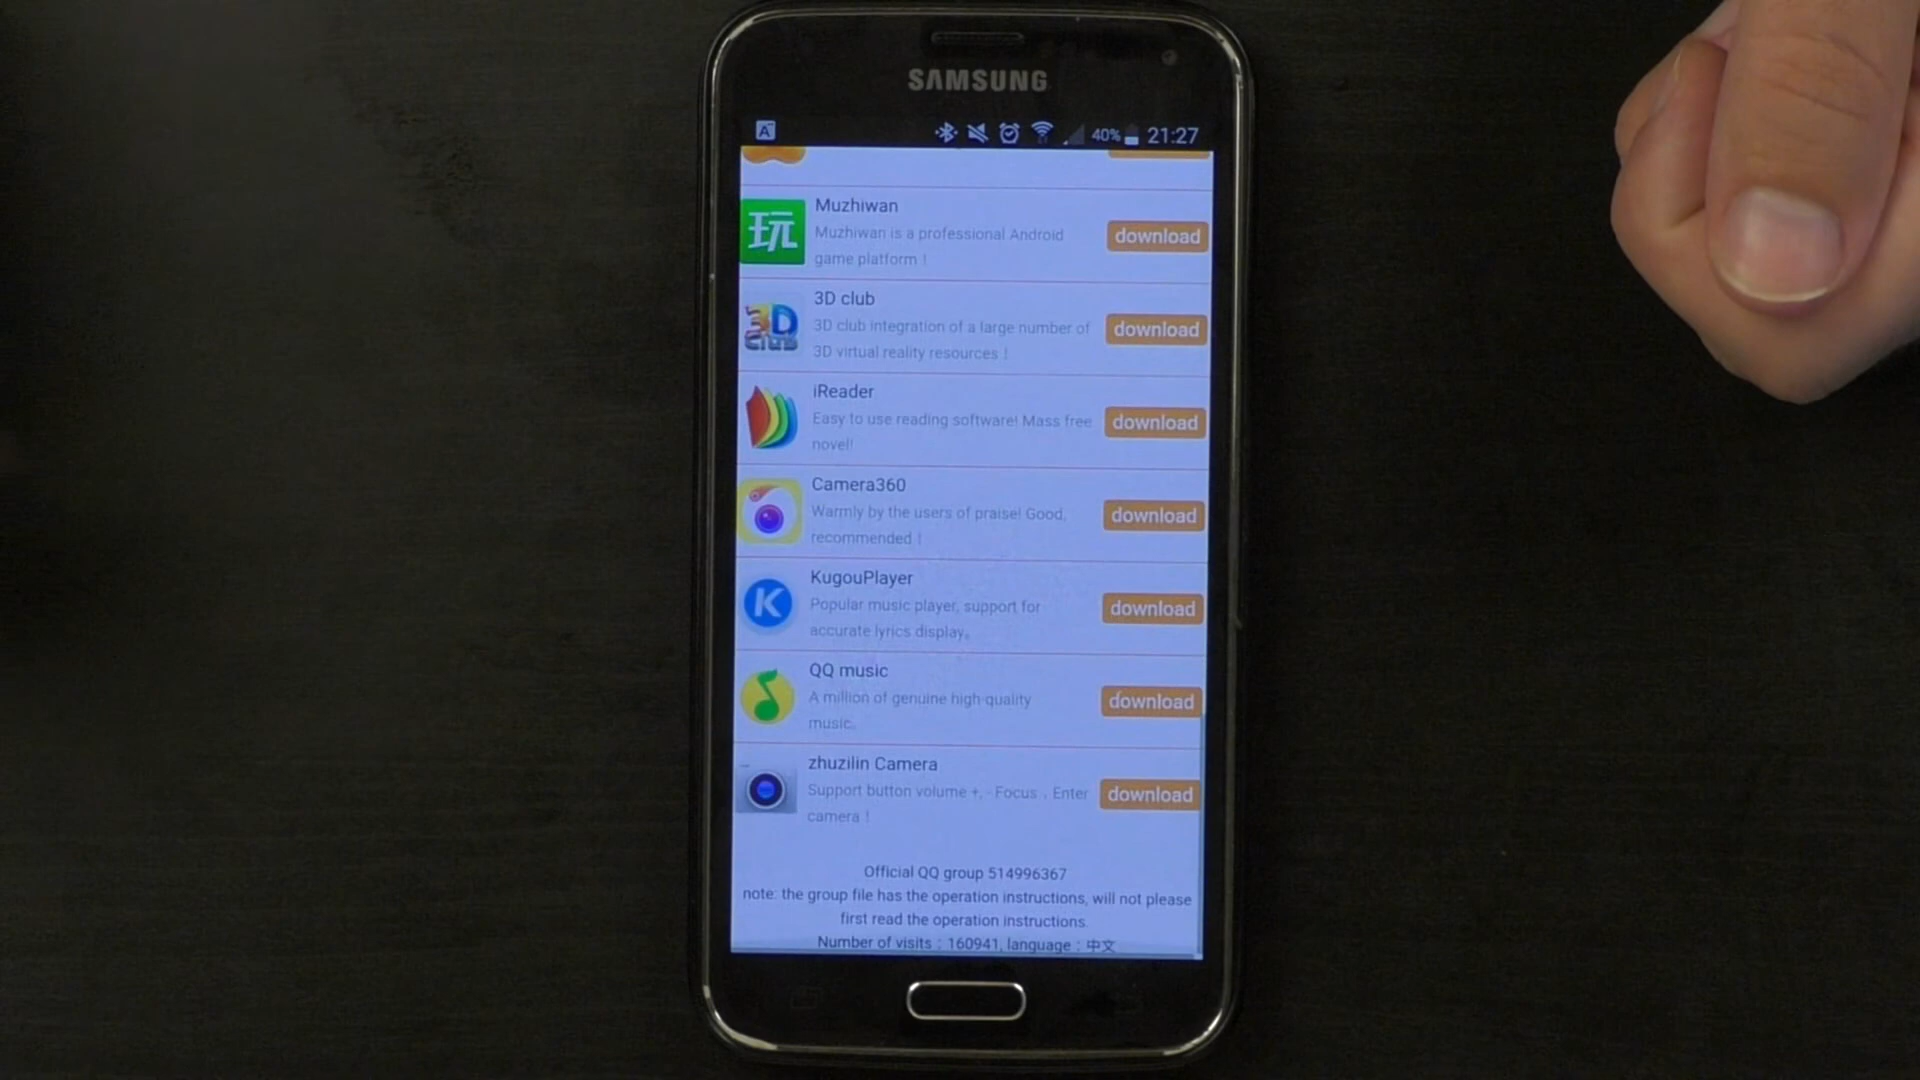 SAMSUNG
A
40% 21:27
玩
Muzhiwan
Muzhiwan is a professional Android
game platform！
download
3D
club
3D club
3D club integration of a large number of
3D virtual reality resources！
download
iReader
Easy to use reading software! Mass free
novel!
download
Camera360
Warmly by the users of praise! Good,
recommended！
download
K
KugouPlayer
Popular music player, support for
accurate lyrics display。
download
QQ music
A million of genuine high quality
music.
download
zhuzilin Camera
Support button volume +, - Focus . Enter
camera！
download
Official QQ group 514996367
note: the group file has the operation instructions, will not please
first read the operation instructions.
Number of visits：160941, language：中文